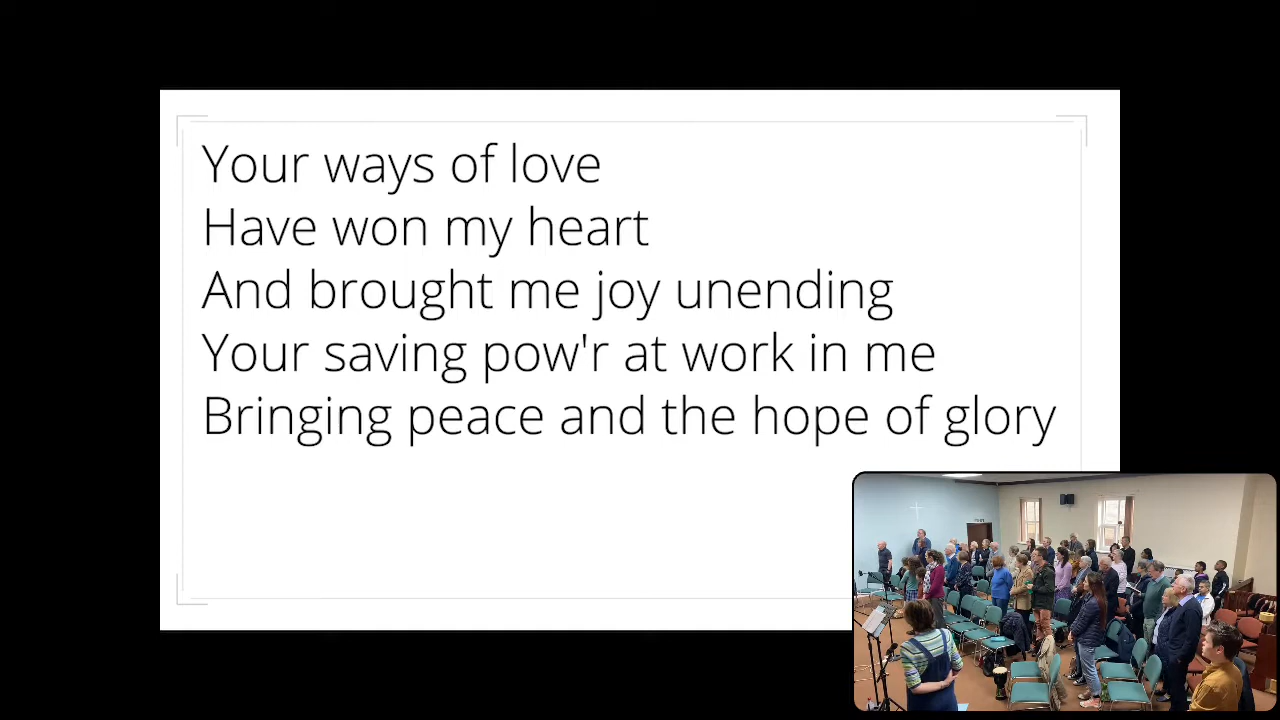 Your ways of love
Have won my heart
And brought me joy unending
Your saving pow'r at work in me
Bringing peace and the hope of glory